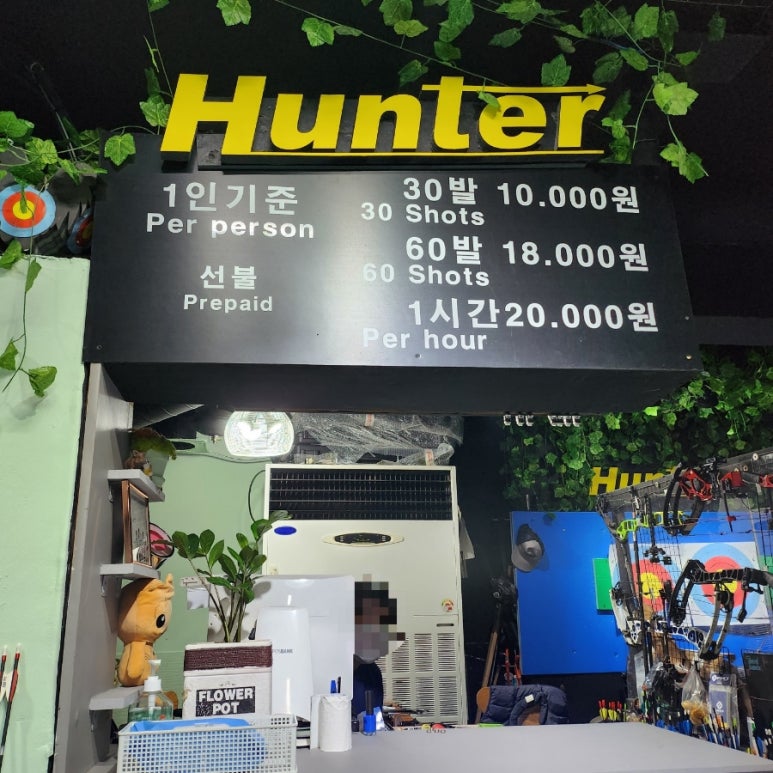 Hunter
1인기준
Per person
선불
Prepaid
30발 10.000원
30 Shots
60발 18.000원
60 Shots
1시간 20.000원
Per hour
FLOWER
POT